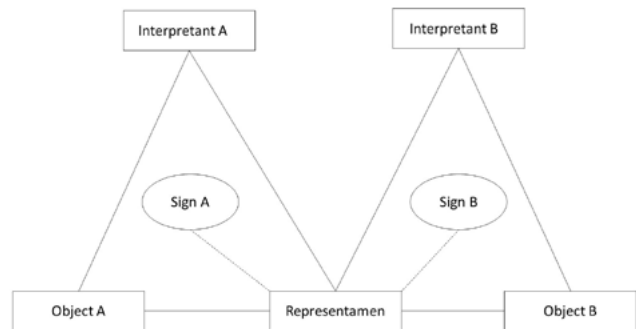 Interpretant A
Interpretant B
Sign A
Sign B
Object A
Representamen
Object B